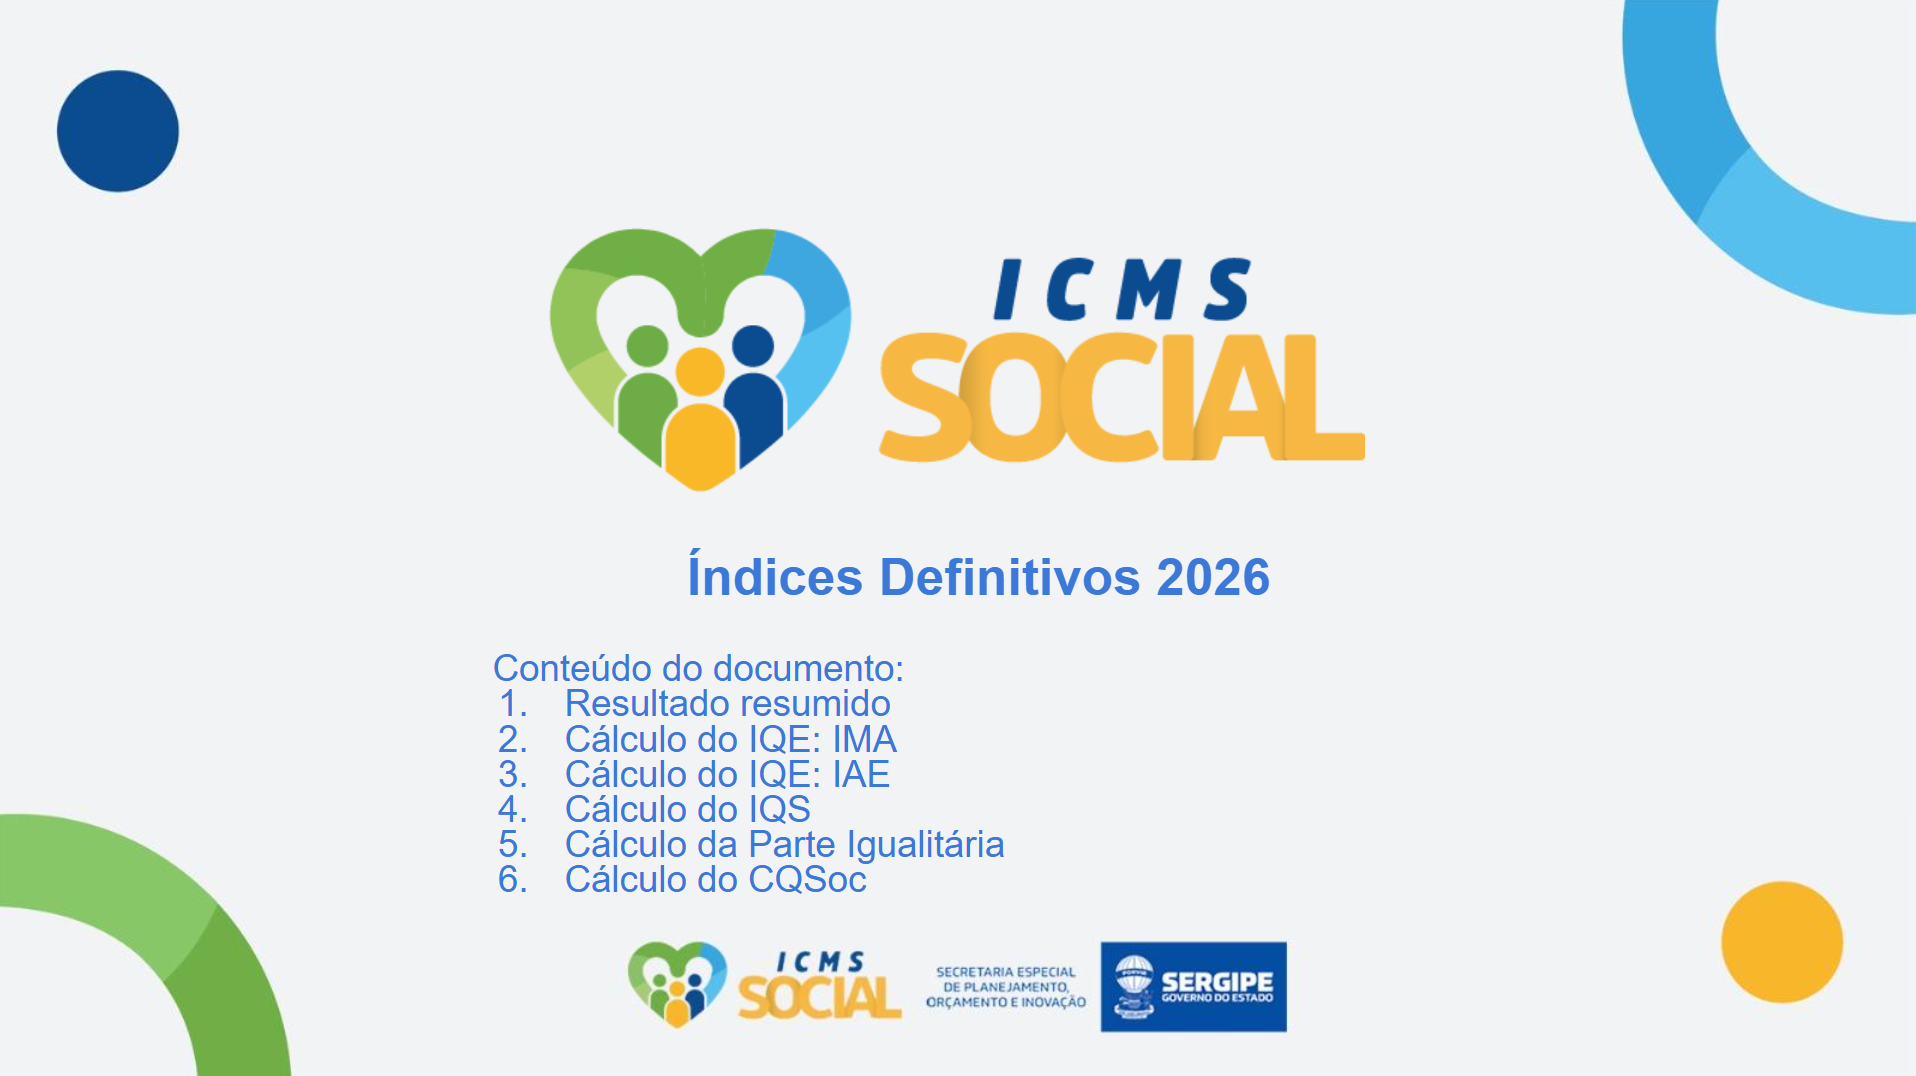 ICMS
SOCIAL
Índices Definitivos 2026
Conteúdo do documento:
1. Resultado resumido
2. Cálculo do IQE: IMA
3. Cálculo do IQE: IAE
4. Cálculo do IQS
5. Cálculo da Parte Igualitária
6. Cálculo do CQSoc
ICMS
SOCIAL
SECRETARIA ESPECIAL
DE PLANEJAMENTO,
ORÇAMENTO E INOVAÇÃO
SERGIPE
GOVERNO DO ESTADO